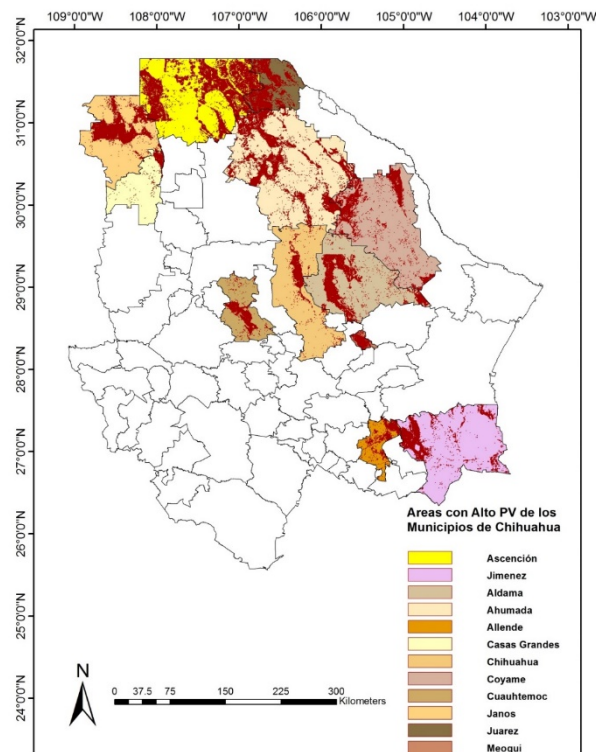 109°0'0"W 108°0'0"W 107°0'0"W 106°0'0"W 105°0'0"W 104°0'0"W 103°0'0"W
32°0'0"N
31°0'0"N
30°0'0"N
29°0'0"N
28°0'0"N
27°0'0"N
26°0'0"N
25°0'0"N
24°0'0"N
Areas con Alto PV de los
Municipios de Chihuahua
Ascención
Jimenez
Aldama
Ahumada
Allende
Casas Grandes
Chihuahua
Coyame
Cuauhtemoc
Janos
Juarez
Meoqui
N
0 37.5 75 150 225 300
Kilometers